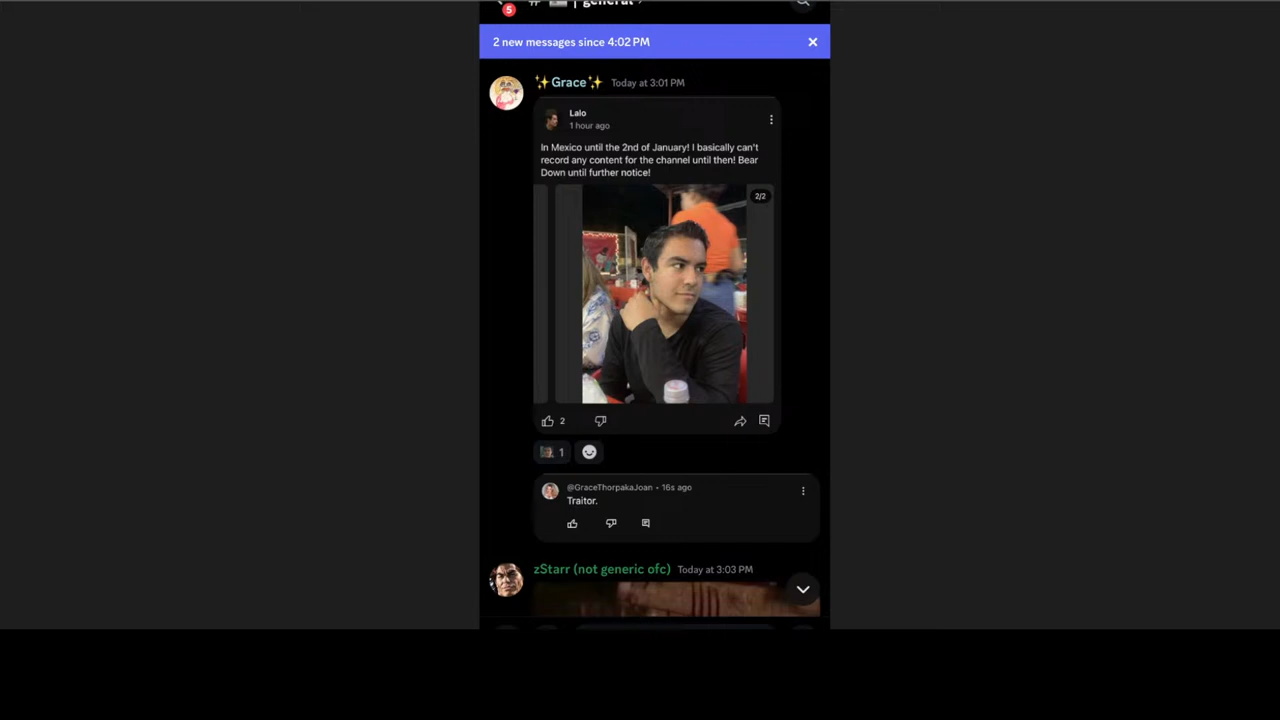 5
general
2 new messages since 4:02 PM
✨Grace✨ Today at 3:01 PM
Lalo
1 hour ago
In Mexico until the 2nd of January! I basically can't
record any content for the channel until then! Bear
Down until further notice!
2/2
2
1
@GraceThorpakaJoan • 16s ago
Traitor.
zStarr (not generic ofc) Today at 3:03 PM